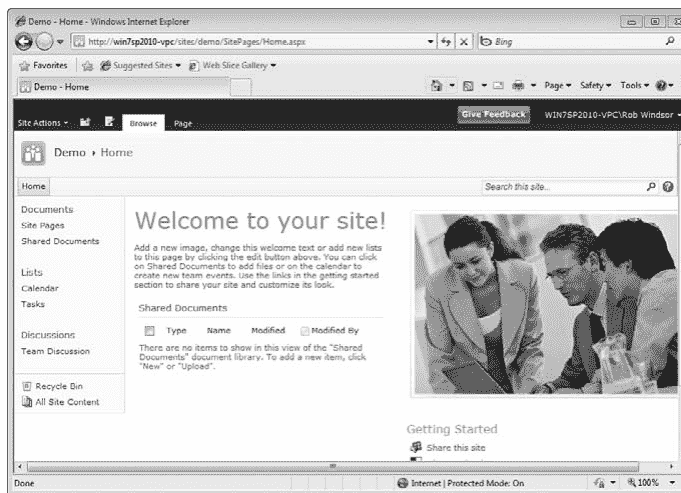 Demo - Home - Windows Internet Explorer
http://win7sp2010-vpc/sites/demo/SitePages/Home.aspx
Bing
Favorites
Suggested Sites
Web Slice Gallery
Demo - Home
Page
Safety
Tools
Site Actions
Browse
Page
Give Feedback
WIN7SP2010-VPC\Rob Windsor
Demo
Home
Home
Search this site...
Documents
Site Pages
Shared Documents
Lists
Calendar
Tasks
Discussions
Team Discussion
Recycle Bin
All Site Content
Welcome to your site!
Add a new image, change this welcome text or add new lists
to this page by clicking the edit button above. You can click
on Shared Documents to add files or on the calendar to
create new team events. Use the links in the getting started
section to share your site and customize its look.
Shared Documents
Type Name Modified Modified By
There are no items to show in this view of the "Shared
Documents" document library. To add a new item, click
"New" or "Upload".
Getting Started
Share this site
Done
Internet | Protected Mode: On
100%